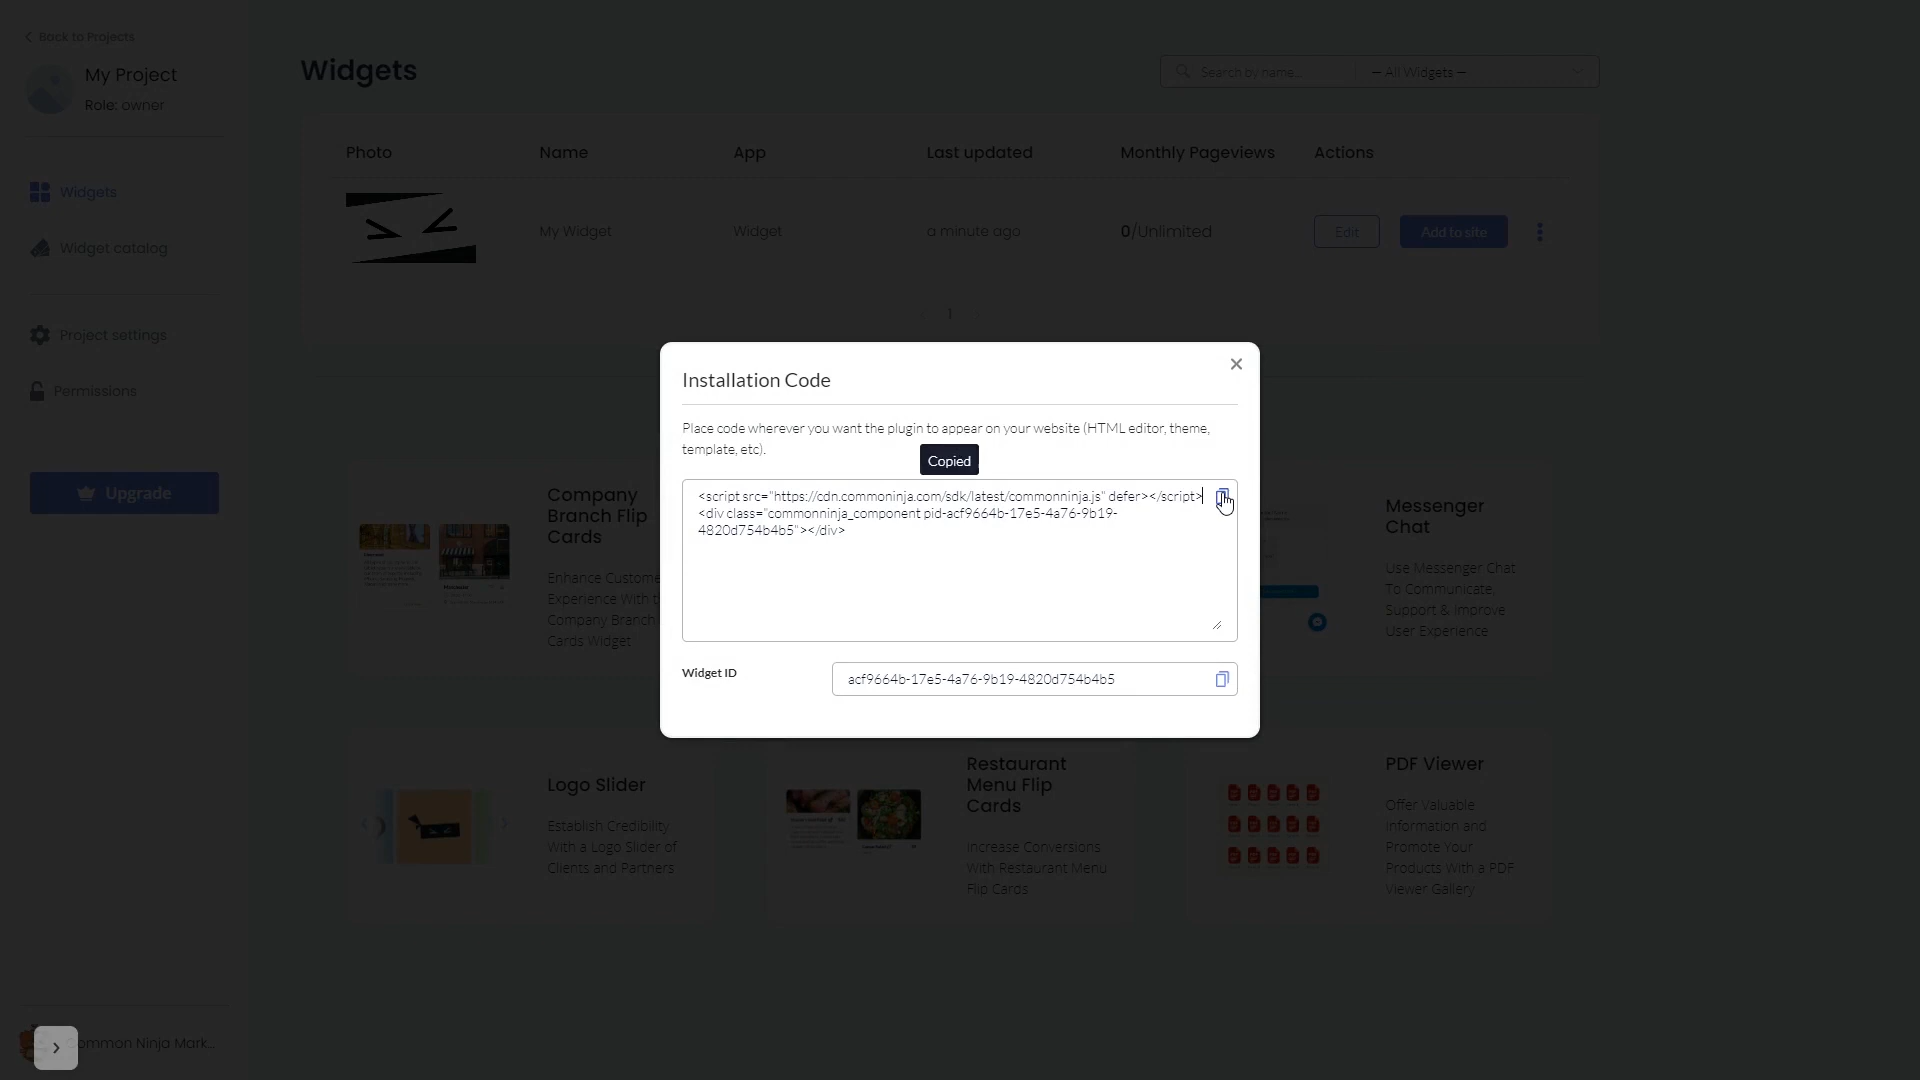 Back to Projects
My Project
Role: owner
Widgets
Widget catalog
Project settings
Permissions
Upgrade
Common Ninja Mark...
Widgets
Search by name...
— All Widgets —
Photo
Name
App
Last updated
Monthly Pageviews
Actions
My Widget
Widget
a minute ago
0/Unlimited
Edit
Add to site
1
Installation Code
Place code wherever you want the plugin to appear on your website (HTML editor, theme,
template, etc).
Copied
<script src="https://cdn.commoninja.com/sdk/latest/commonninja.js" defer></script>
<div class="commonninja_component pid-acf9664b-17e5-4a76-9b19-
4820d754b4b5"></div>
Widget ID
acf9664b-17e5-4a76-9b19-4820d754b4b5
Company
Branch Flip
Cards
Enhance Custome
Experience With t
Company Branch
Cards Widget
Messenger
Chat
Use Messenger Chat
To Communicate,
Support & Improve
User Experience
Logo Slider
Establish Credibility
With a Logo Slider of
Clients and Partners
Restaurant
Menu Flip
Cards
Increase Conversions
With Restaurant Menu
Flip Cards
PDF Viewer
Offer Valuable
Information and
Promote Your
Products With a PDF
Viewer Gallery